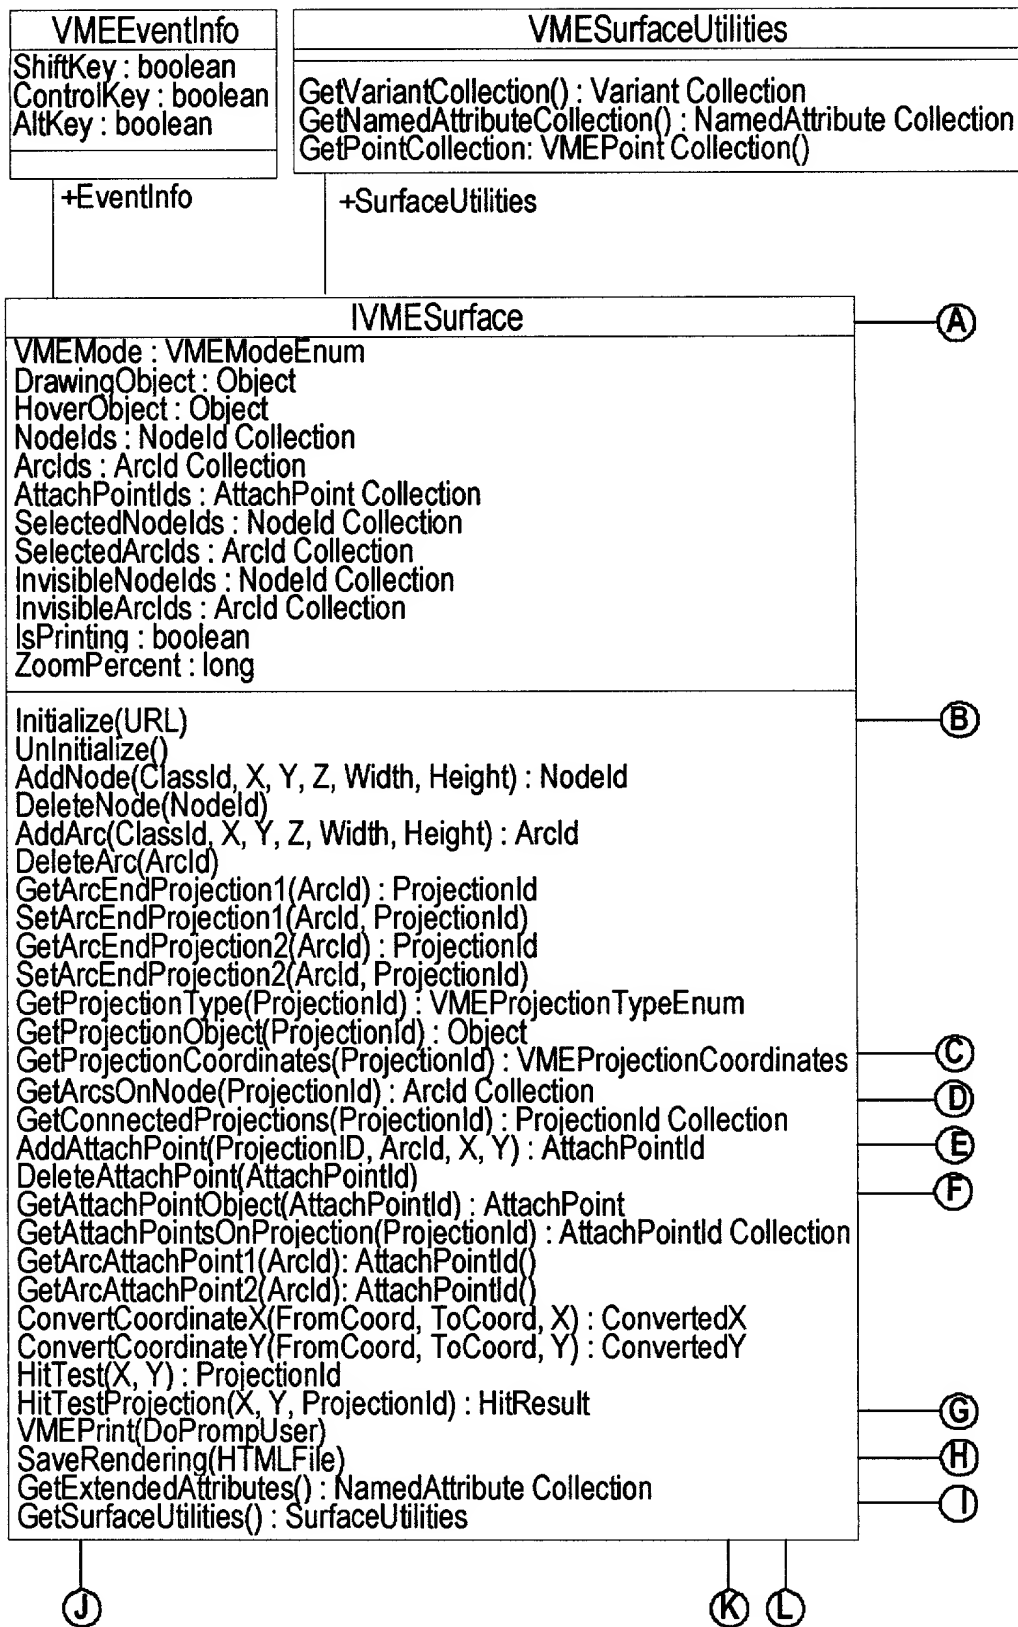 VMEEventInfo
ShiftKey : boolean
ControlKey : boolean
AltKey : boolean
+EventInfo
VMESurfaceUtilities
GetVariantCollection() : Variant Collection
GetNamedAttributeCollection() : NamedAttribute Collection
GetPointCollection: VMEPoint Collection()
+SurfaceUtilities
IVMESurface
A
VMEMode : VMEModeEnum
DrawingObject : Object
HoverObject : Object
NodeIds : NodeId Collection
ArcIds : ArcId Collection
AttachPointIds : AttachPoint Collection
SelectedNodeIds : NodeId Collection
SelectedArcIds : ArcId Collection
InvisibleNodeIds : NodeId Collection
InvisibleArcIds : ArcId Collection
IsPrinting : boolean
ZoomPercent : long
Initialize(URL)
B
UnInitialize()
AddNode(ClassId, X, Y, Z, Width, Height) : NodeId
DeleteNode(NodeId)
AddArc(ClassId, X, Y, Z, Width, Height) : ArcId
DeleteArc(ArcId)
GetArcEndProjection1(ArcId) : ProjectionId
SetArcEndProjection1(ArcId, ProjectionId)
GetArcEndProjection2(ArcId) : ProjectionId
SetArcEndProjection2(ArcId, ProjectionId)
GetProjectionType(ProjectionId) : VMEProjectionTypeEnum
GetProjectionObject(ProjectionId) : Object
GetProjectionCoordinates(ProjectionId) : VMEProjectionCoordinates
C
GetArcsOnNode(ProjectionId) : ArcId Collection
D
GetConnectedProjections(ProjectionId) : ProjectionId Collection
AddAttachPoint(ProjectionID, ArcId, X, Y) : AttachPointId
E
DeleteAttachPoint(AttachPointId)
GetAttachPointObject(AttachPointId) : AttachPoint
F
GetAttachPointsOnProjection(ProjectionId) : AttachPointId Collection
GetArcAttachPoint1(ArcId): AttachPointId()
GetArcAttachPoint2(ArcId): AttachPointId()
ConvertCoordinateX(FromCoord, ToCoord, X) : ConvertedX
ConvertCoordinateY(FromCoord, ToCoord, Y) : ConvertedY
HitTest(X, Y) : ProjectionId
HitTestProjection(X, Y, ProjectionId) : HitResult
G
VMEPrint(DoPrompUser)
SaveRendering(HTMLFile)
H
GetExtendedAttributes() : NamedAttribute Collection
I
GetSurfaceUtilities() : SurfaceUtilities
J
K
L